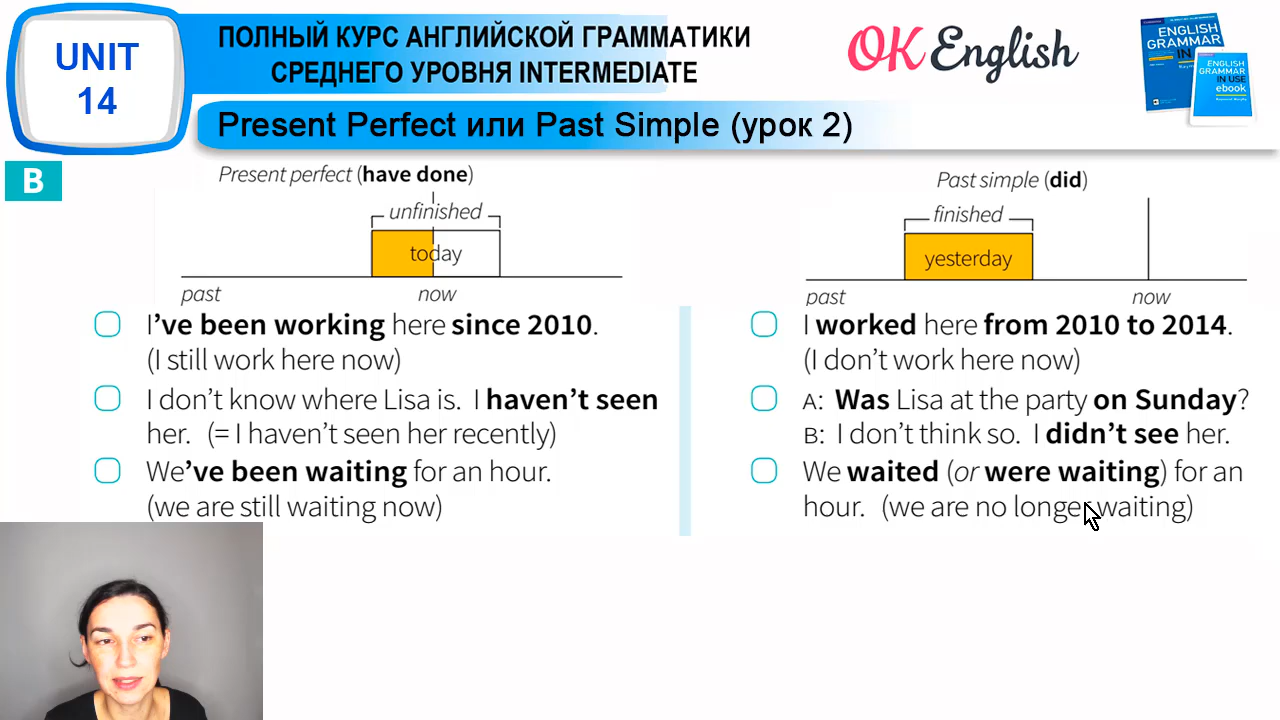 UNIT
14
ПОЛНЫЙ КУРС АНГЛИЙСКОЙ ГРАММАТИКИ
СРЕДНЕГО УРОВНЯ INTERMEDIATE
OK English
ENGLISH
GRAMMAR
IN USE
ENGLISH
GRAMMAR
IN USE
ebook
Present Perfect или Past Simple (урок 2)
B
Present perfect (have done)
unfinished
today
past
now
I've been working here since 2010.
(I still work here now)
I don't know where Lisa is. I haven't seen
her. (= I haven't seen her recently)
We've been waiting for an hour.
(we are still waiting now)
Past simple (did)
finished
yesterday
past
now
I worked here from 2010 to 2014.
(I don't work here now)
A: Was Lisa at the party on Sunday?
B: I don't think so. I didn't see her.
We waited (or were waiting) for an
hour. (we are no longer waiting)